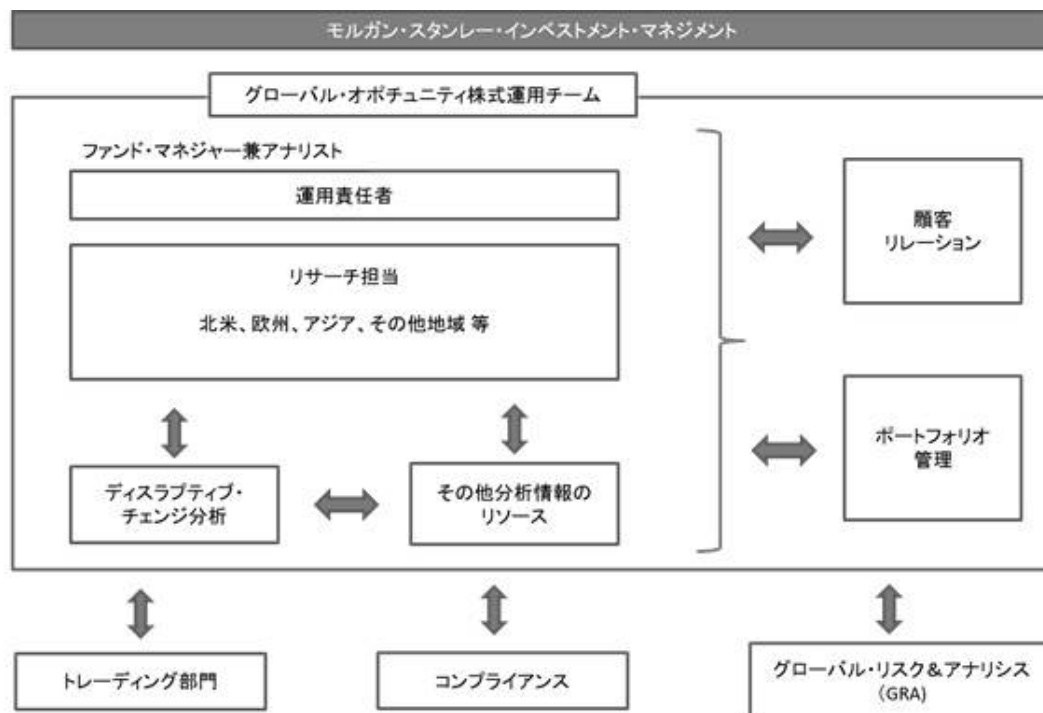 モルガン・スタンレー・インベストメント・マネジメント
グローバル・オポチュニティ株式運用チーム
ファンド・マネジャー兼アナリスト
運用責任者
リサーチ担当
北米、欧州、アジア、その他地域 等
ディスラプティブ・
チェンジ分析
その他分析情報の
リソース
顧客
リレーション
ポートフォリオ
管理
トレーディング部門
コンプライアンス
グローバル・リスク&アナリシス
(GRA)